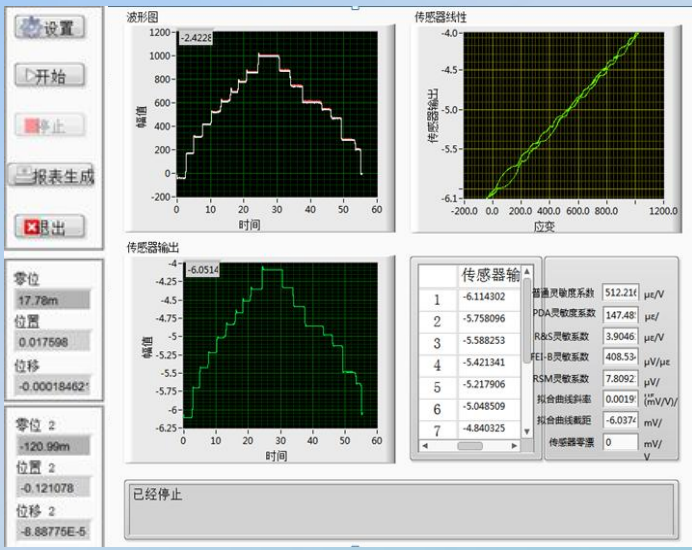 设置
开始
停止
报表生成
退出
零位
17.78m
位置
0.017598
位移
-0.000184621
零位 2
-120.99m
位置 2
-0.121078
位移 2
-8.88775E-5
波形图
-2.4228
1200
1000
800
600
400
200
0
-200
幅值
0 10 20 30 40 50 60
时间
传感器线性
-4.0
-4.5
-5.0
-5.5
-6.1
传感器输出
-200.0 0.0 200.0 400.0 600.0 800.0 1200.0
应变
传感器输出
-6.0514
-4
-4.25
-4.5
-4.75
-5
-5.25
-5.5
-5.75
-6
-6.25
幅值
0 10 20 30 40 50 60
时间
传感器输
1 -6.114302
2 -5.758096
3 -5.588253
4 -5.421341
5 -5.217906
6 -5.048509
7 -4.840325
普通灵敏度系数 512.216 με/V
PDA灵敏度系数 147.48 με/
R&S灵敏系数 3.9046 με/V
FEI-B灵敏系数 408.534 μV/με
RSM灵敏系数 7.8092 μV/
拟合曲线斜率 0.0019 (mV/V)/
拟合曲线截距 -6.0374 mV/
传感器零漂 0 mV/
V
已经停止